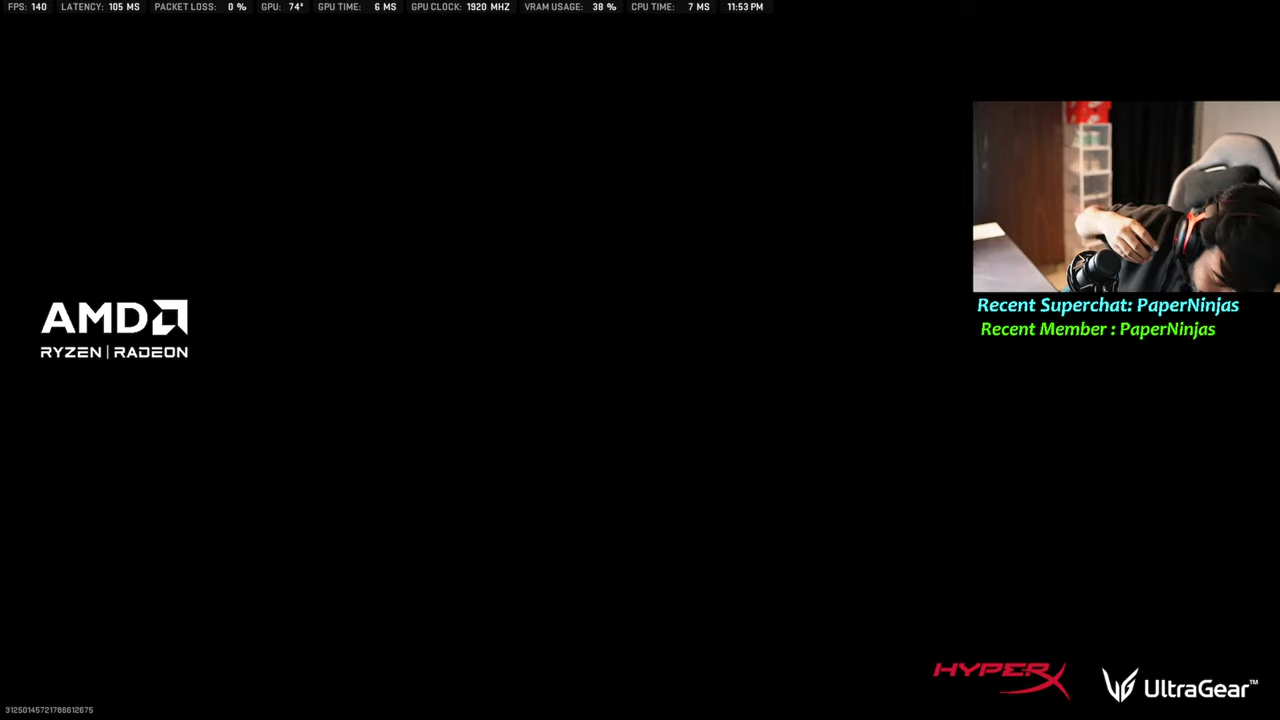 FPS: 140 LATENCY: 105 MS PACKET LOSS: 0 % GPU: 74° GPU TIME: 6 MS GPU CLOCK: 1920 MHZ VRAM USAGE: 38 % CPU TIME: 7 MS 11:53 PM
Recent Superchat: PaperNinjas
Recent Member : PaperNinjas
AMD
RYZEN | RADEON
HYPERX
UltraGear™
31250145721786612675